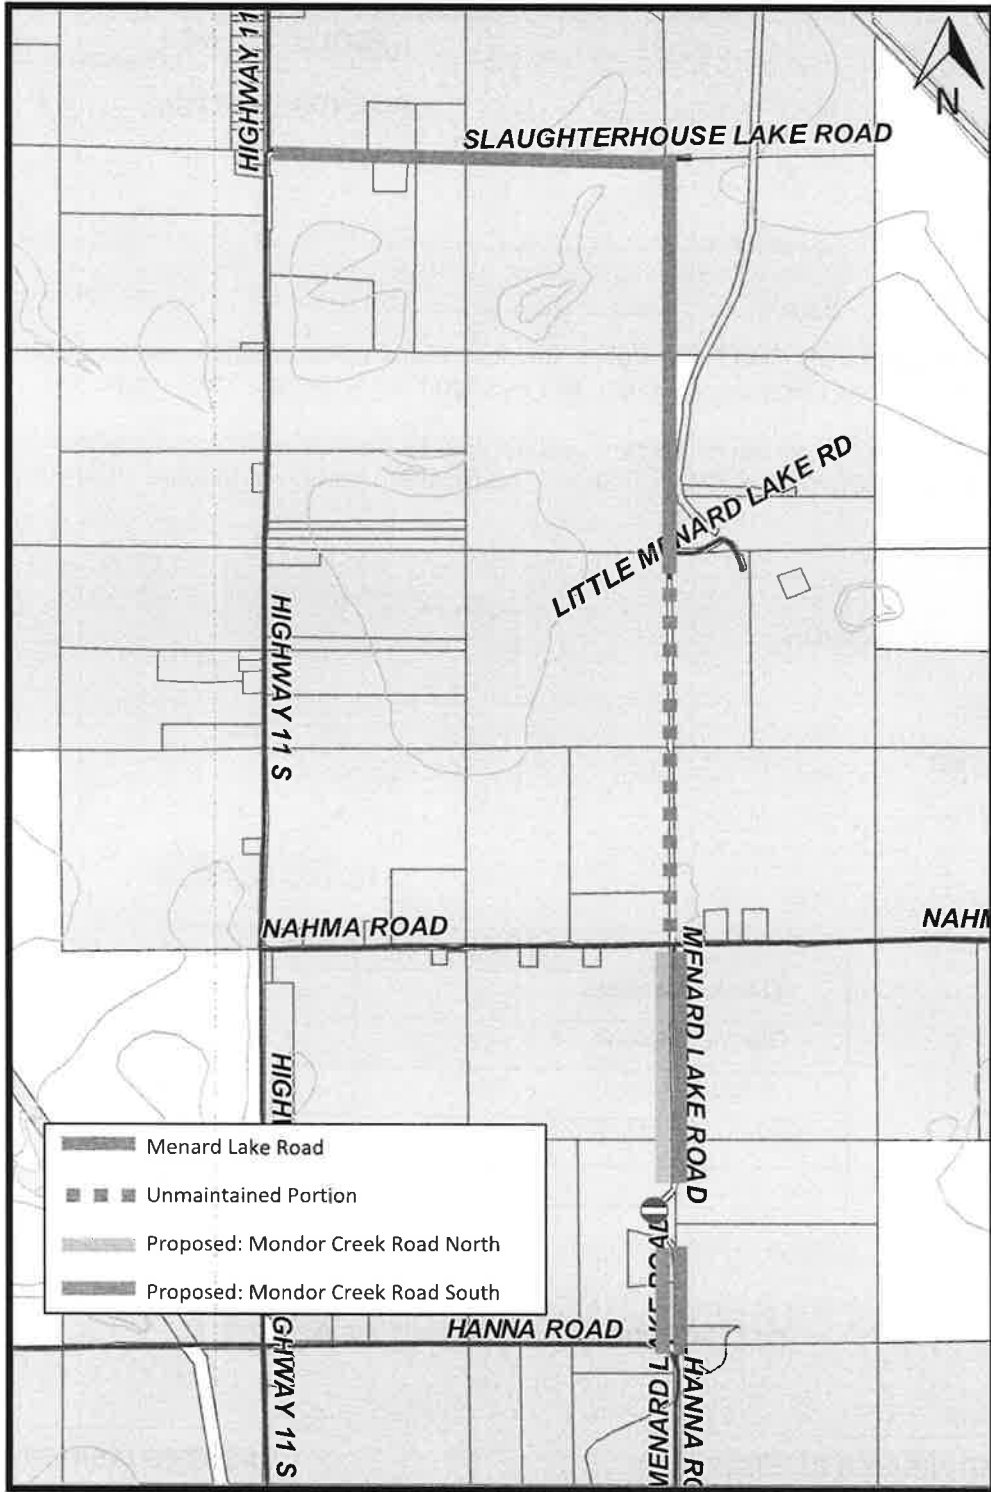 HIGHWAY 11
N
SLAUGHTERHOUSE LAKE ROAD
LITTLE MENARD LAKE RD
HIGHWAY 11 S
NAHMA ROAD
NAHM
MENARD LAKE ROAD
HIGHW
Menard Lake Road
Unmaintained Portion
Proposed: Mondor Creek Road North
Proposed: Mondor Creek Road South
HANNA ROAD
GHWAY 11 S
MENARD LAKE ROAD
HANNA RO